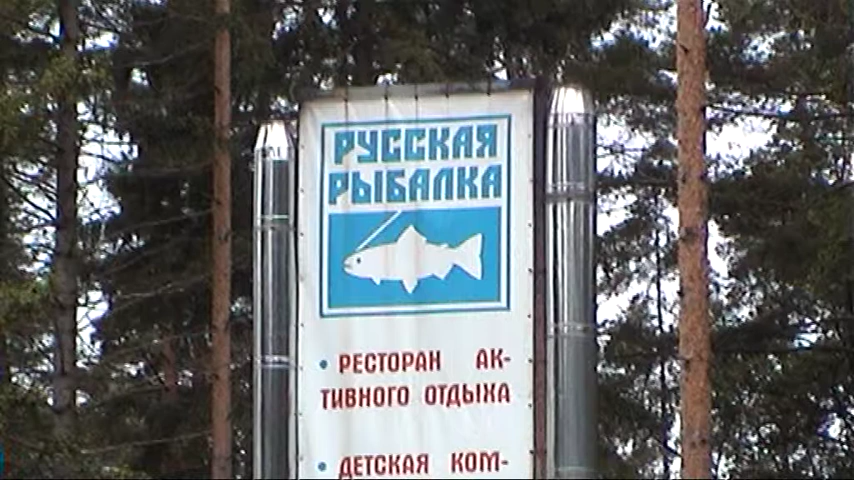 РУССКАЯ
РЫБАЛКА
• РЕСТОРАН АК-
ТИВНОГО ОТДЫХА
• ДЕТСКАЯ КОМ-